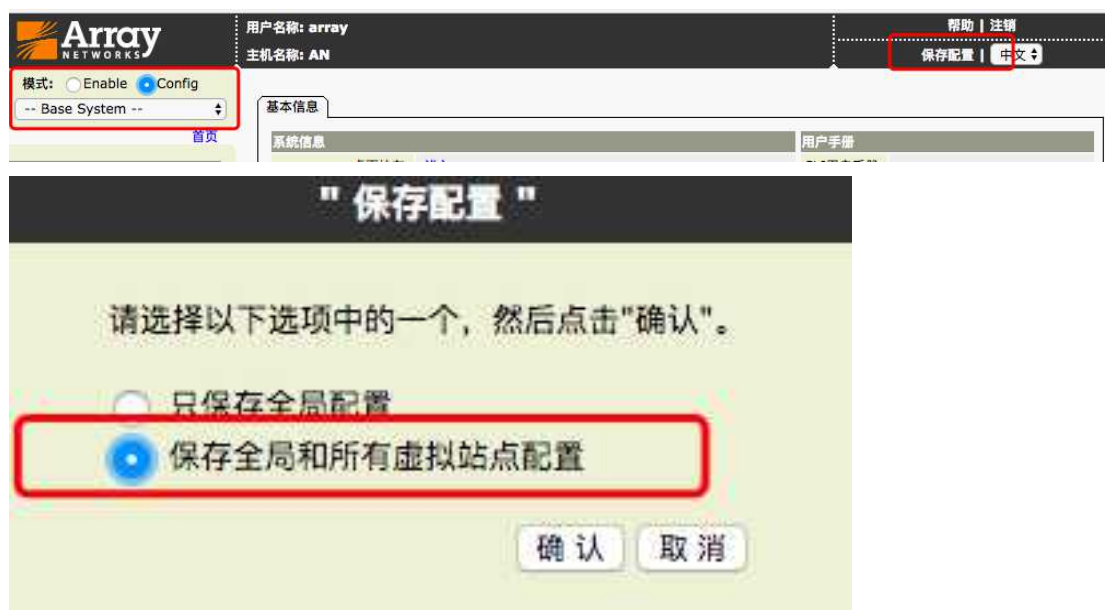 Array
NETWORKS
用户名称: array
主机名称: AN
帮助 | 注销
保存配置 | 中文
模式: Enable Config
-- Base System --
首页
基本信息
系统信息
用户手册
" 保存配置 "
请选择以下选项中的一个，然后点击"确认"。
只保存全局配置
保存全局和所有虚拟站点配置
确 认 取 消